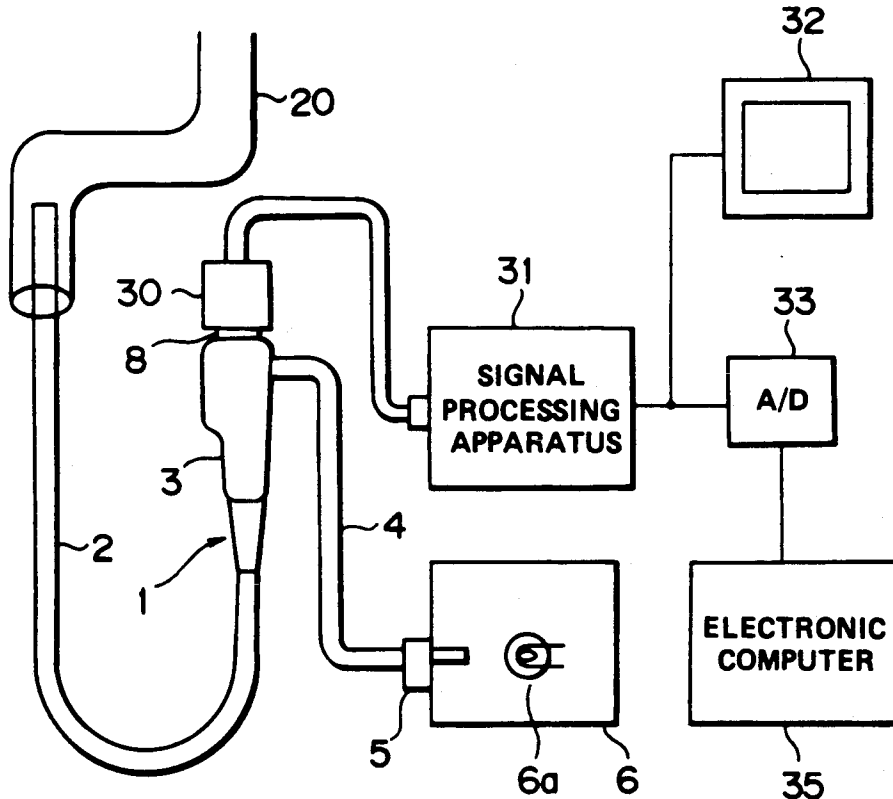 32
20
31
33
30
8
SIGNAL
PROCESSING
APPARATUS
A/D
3
4
2
1
ELECTRONIC
COMPUTER
5
6a
6
35